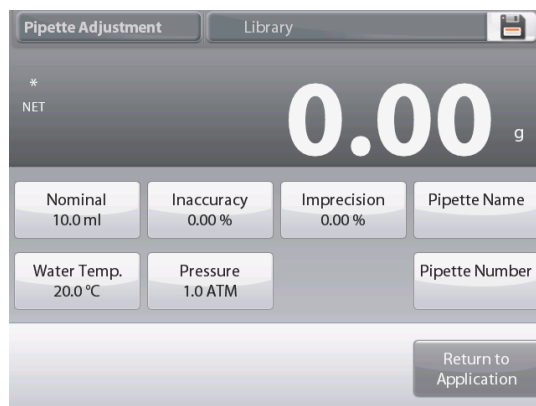 Pipette Adjustment
Library
*
NET
0.00 g
Nominal
10.0 ml
Inaccuracy
0.00 %
Imprecision
0.00 %
Pipette Name
Water Temp.
20.0 °C
Pressure
1.0 ATM
Pipette Number
Return to
Application